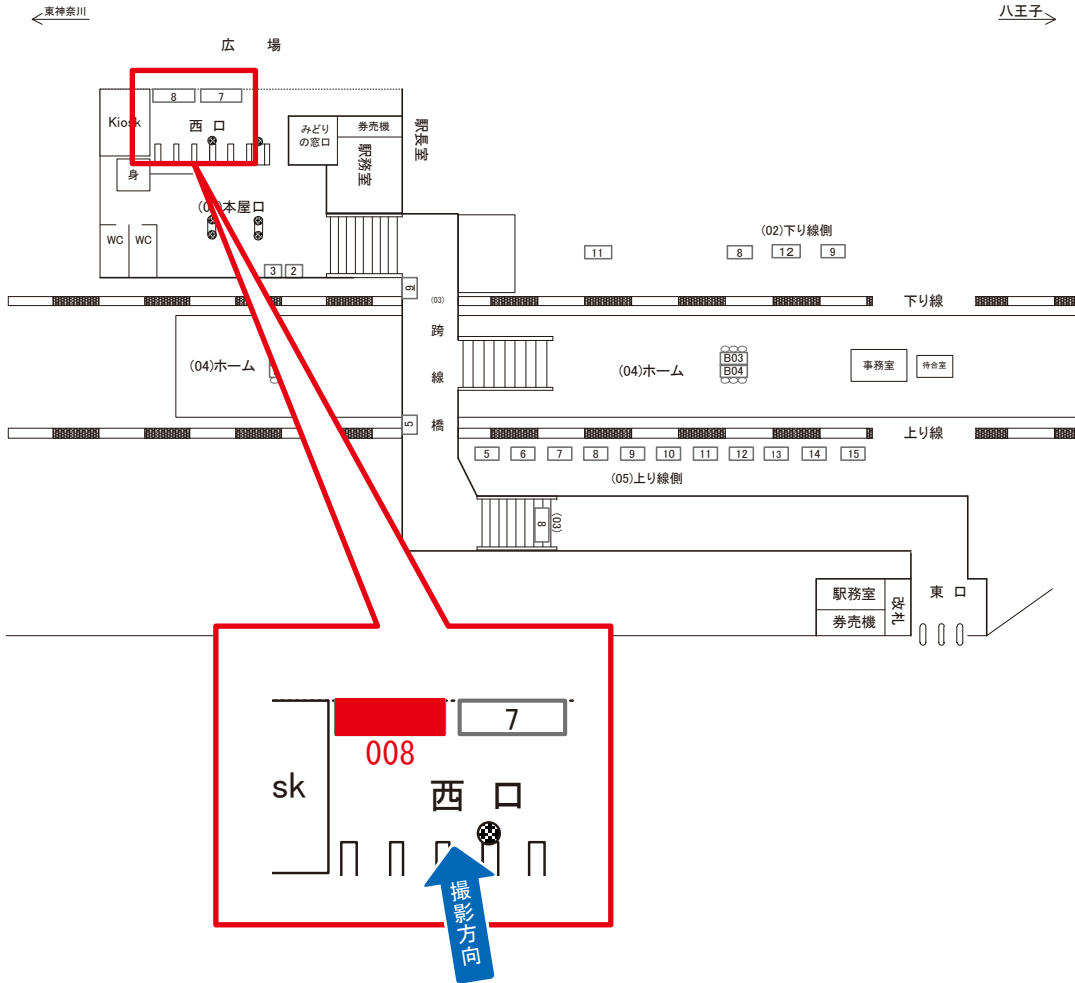 東神奈川
八王子
広 場
8
7
Kiosk
西 口
みどり
の窓口
券売機
駅務室
駅長室
身
本屋口
WC
WC
3
2
11
(02)下り線側
8
12
9
(03)
跨線橋
下り線
(04)ホーム
(04)ホーム
B03
B04
事務室
待合室
5
上り線
5
6
7
8
9
10
11
12
13
14
15
(05)上り線側
8
(03)
駅務室
券売機
改札
東 口
7
008
sk
西 口
撮影方向